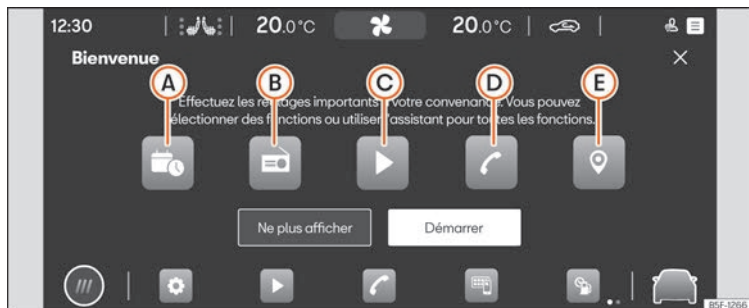 12:30 20.0°C 20.0°C
Bienvenue
A B C D E
Effectuez les réglages importants à votre convenance. Vous pouvez
sélectionner des fonctions ou utiliser l'assistant pour toutes les fonctions.
Ne plus afficher Démarrer
B5F-1266